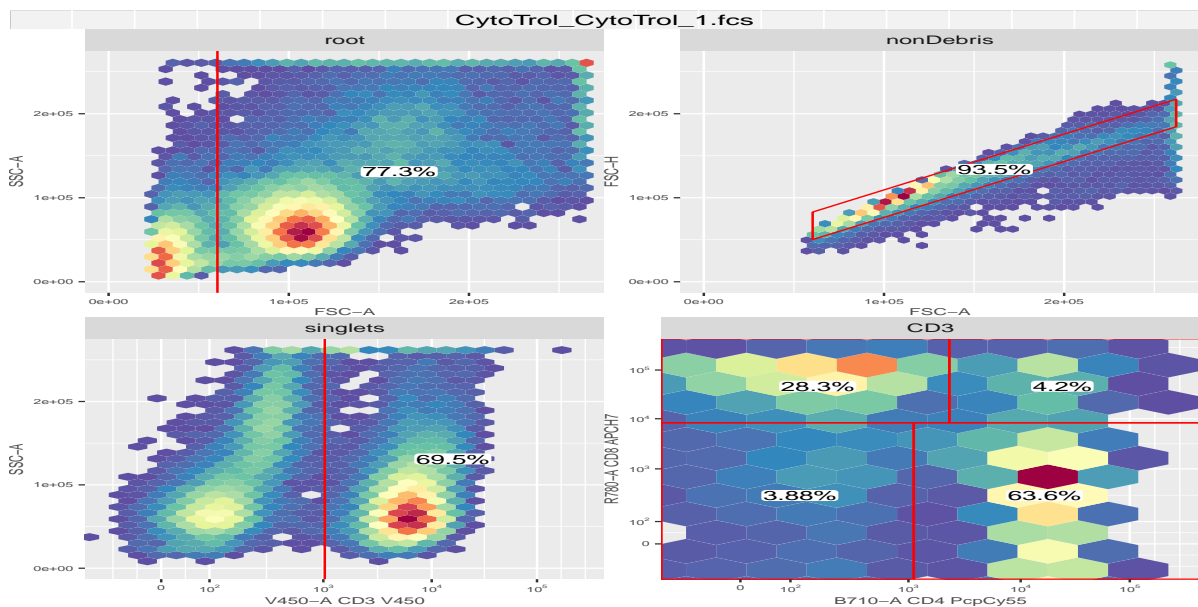 CytoTrol_CytoTrol_1.fcs
root
nonDebris
SSC-A
2e+05
1e+05
0e+00
77.3%
0e+00
1e+05
2e+05
FSC-A
FSC-H
2e+05
1e+05
0e+00
93.5%
0e+00
1e+05
2e+05
FSC-A
singlets
CD3
SSC-A
2e+05
1e+05
0e+00
69.5%
0
10²
10³
10⁴
10⁵
V450-A CD3 V450
R780-A CD8 APCH7
10⁵
10⁴
10³
10²
0
28.3%
4.2%
3.88%
63.6%
0
10²
10³
10⁴
10⁵
B710-A CD4 PcpCy55